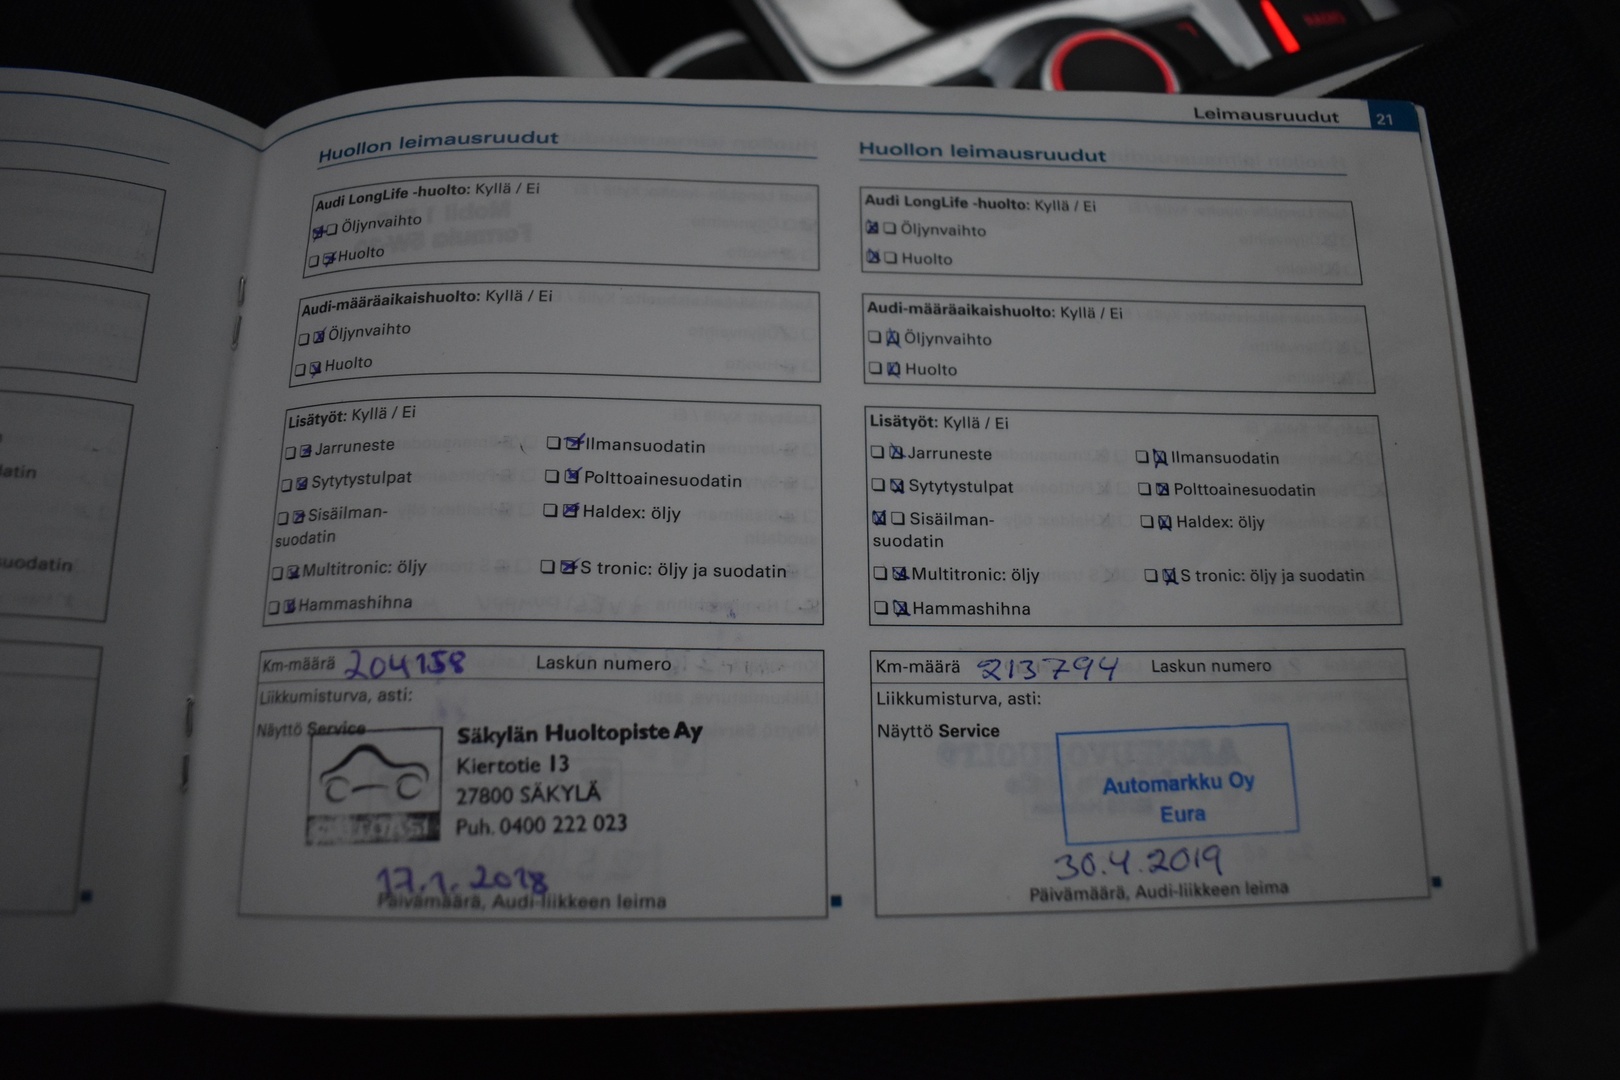 Leimausruudut 21
Huollon leimausruudut
Audi LongLife -huolto: Kyllä / Ei
Öljynvaihto
Huolto
Audi-määräaikaishuolto: Kyllä / Ei
Öljynvaihto
Huolto
Lisätyöt: Kyllä / Ei
Jarruneste
Ilmansuodatin
Sytytystulpat
Polttoainesuodatin
Sisäilman-
suodatin
Haldex: öljy
Multitronic: öljy
S tronic: öljy ja suodatin
Hammashihna
Km-määrä 204158 Laskun numero
Liikkumisturva, asti:
Näyttö Service
Säkylän Huoltopiste Ay
Kiertotie 13
27800 SÄKYLÄ
Puh. 0400 222 023
17.1.2018
Päivämäärä, Audi-liikkeen leima
Huollon leimausruudut
Audi LongLife -huolto: Kyllä / Ei
Öljynvaihto
Huolto
Audi-määräaikaishuolto: Kyllä / Ei
Öljynvaihto
Huolto
Lisätyöt: Kyllä / Ei
Jarruneste
Ilmansuodatin
Sytytystulpat
Polttoainesuodatin
Sisäilman-
suodatin
Haldex: öljy
Multitronic: öljy
S tronic: öljy ja suodatin
Hammashihna
Km-määrä 213794 Laskun numero
Liikkumisturva, asti:
Näyttö Service
Automarkku Oy
Eura
30.4.2019
Päivämäärä, Audi-liikkeen leima
atin
suodatin
RADIO